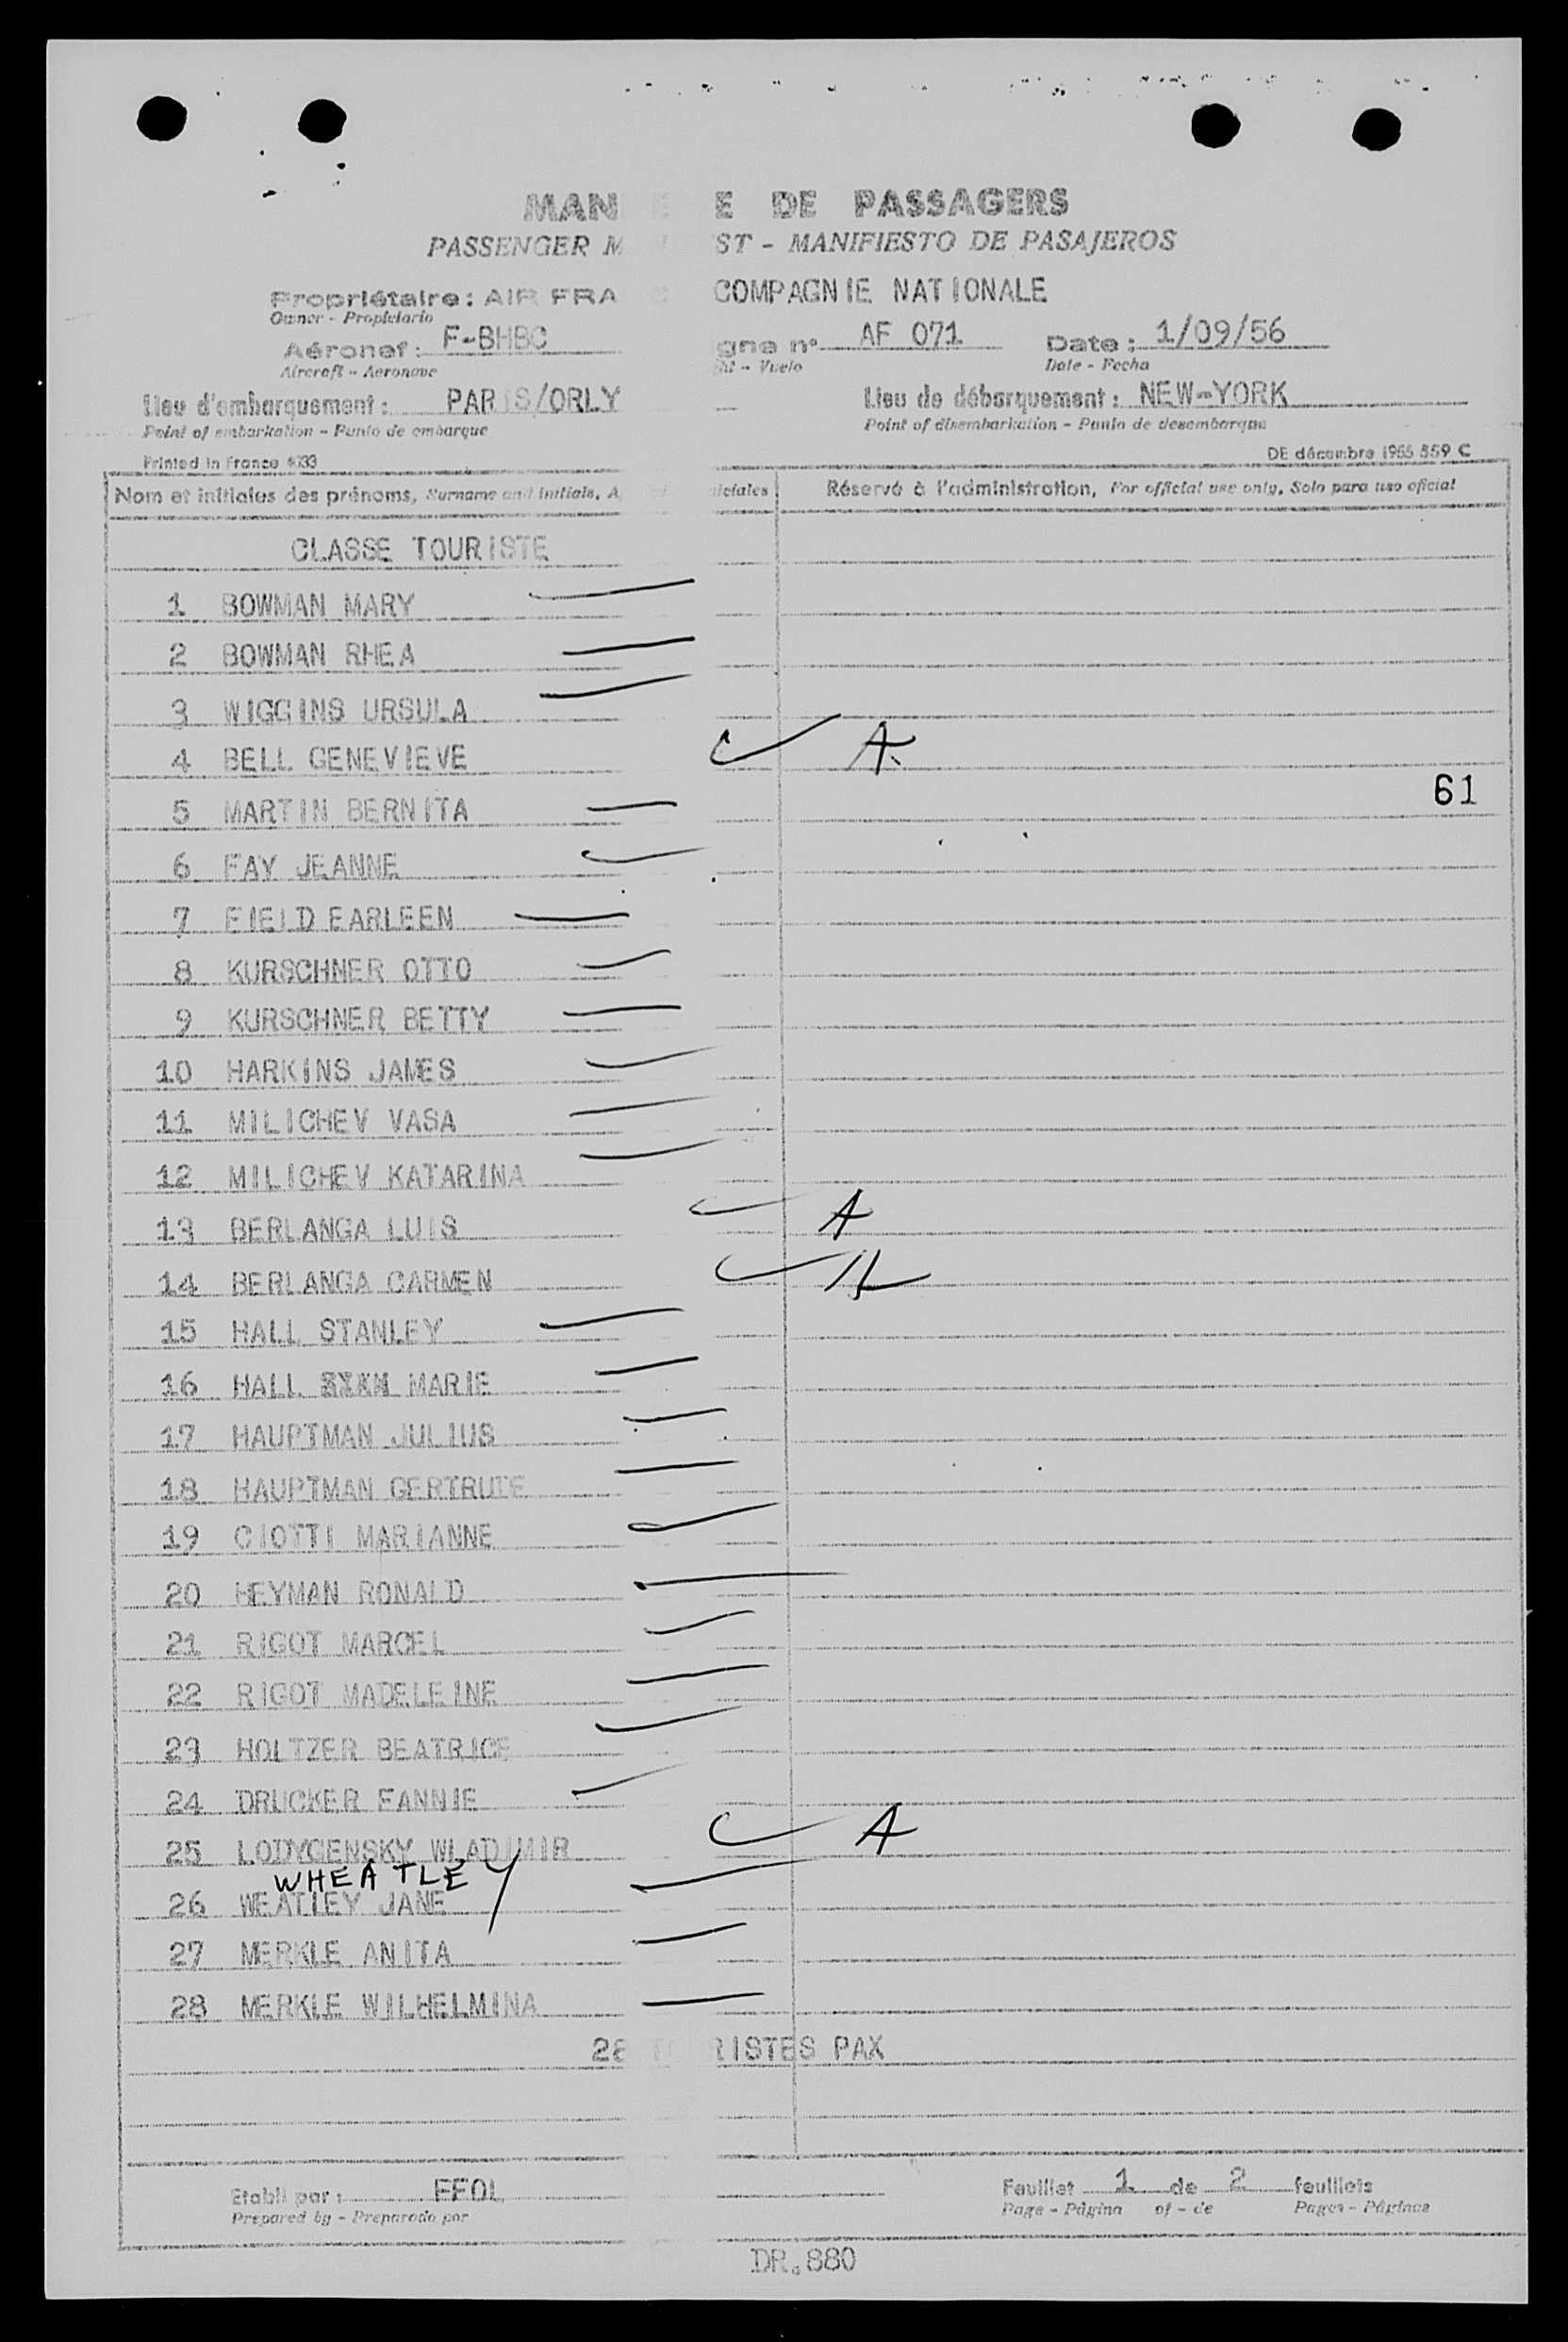 MAN E DE PASSAGERS
PASSENGER M ST - MANIFIESTO DE PASAJEROS
Propriétaire: AIR FRA COMPAGNIE NATIONALE
Owner - Propietario
Aéronef: F-BHBC gne n° AF 071 Date: 1/09/56
Aircraft - Aeronave ht - Vuelo Date - Fecha
Lieu d'embarquement: PARIS/ORLY Lieu de débarquement: NEW-YORK
Point of embarkation - Punto de embarque Point of disembarkation - Punto de desembarque
Printed in France DE décembre 1955 559 C
Nom et initiales des prénoms, Surname and initials, A iciales Réservé à l'administration, For official use only, Solo para uso oficial
CLASSE TOURISTE
1 BOWMAN MARY
2 BOWMAN RHEA
3 WIGGINS URSULA
4 BELL GENEVIEVE A
61
5 MARTIN BERNITA
6 FAY JEANNE
7 FIELD EARLEEN
8 KURSCHNER OTTO
9 KURSCHNER BETTY
10 HARKINS JAMES
11 MILICHEV VASA
12 MILICHEV KATARINA
13 BERLANGA LUIS A
14 BERLANGA CARMEN
15 HALL STANLEY
16 HALL MARIE
17 HAUPTMAN JULIUS
18 HAUPTMAN GERTRUDE
19 CIOTTI MARIANNE
20 HEYMAN RONALD
21 RIGOT MARCEL
22 RIGOT MADELEINE
23 HOLTZER BEATRICE
24 DRUCKER FANNIE
25 LODYGENSKY WLADIMIR A
WHEATLEY
26 WEATLEY JANE
27 MERKLE ANITA
28 MERKLE WILHELMINA
28 TO RISTES PAX
Etabli par: FFOL Feuillet 1 de 2 feuillets
Prepared by - Preparado por Page - Página of - de Pages - Páginas
DR.880